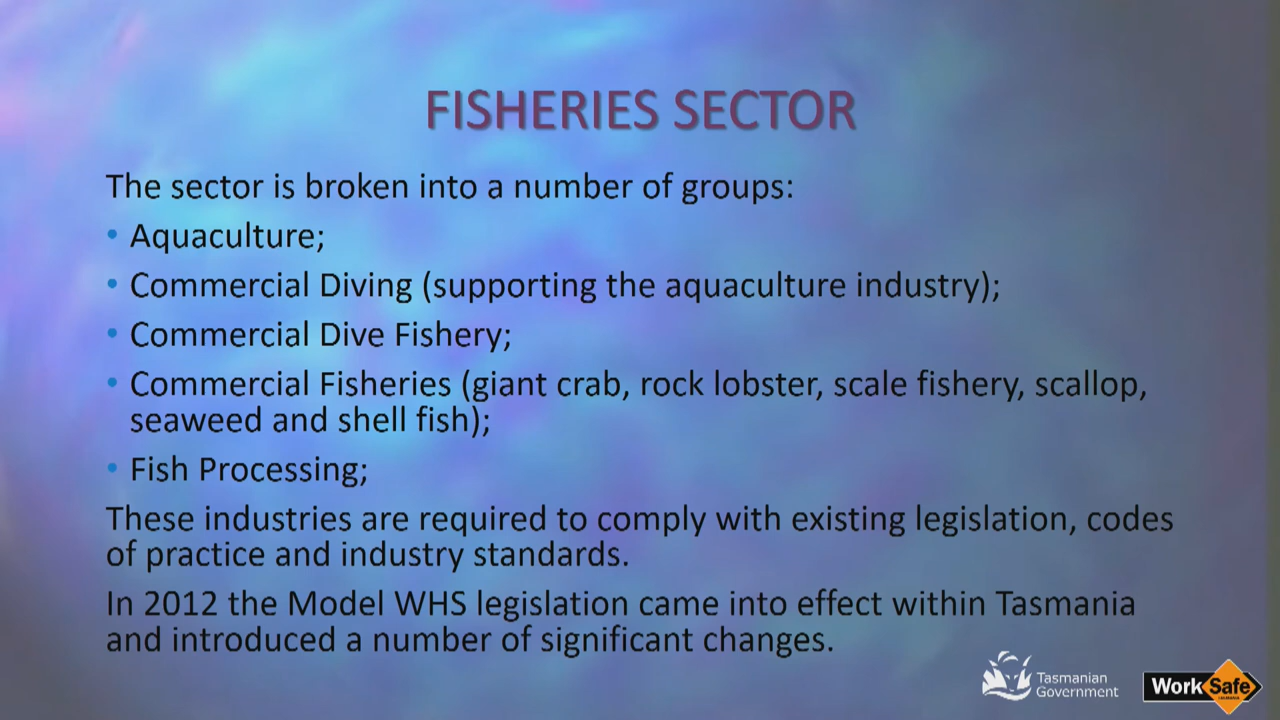 FISHERIES SECTOR
The sector is broken into a number of groups:
• Aquaculture;
• Commercial Diving (supporting the aquaculture industry);
• Commercial Dive Fishery;
• Commercial Fisheries (giant crab, rock lobster, scale fishery, scallop,
seaweed and shell fish);
• Fish Processing;
These industries are required to comply with existing legislation, codes
of practice and industry standards.
In 2012 the Model WHS legislation came into effect within Tasmania
and introduced a number of significant changes.
Tasmanian
Government
WorkSafe